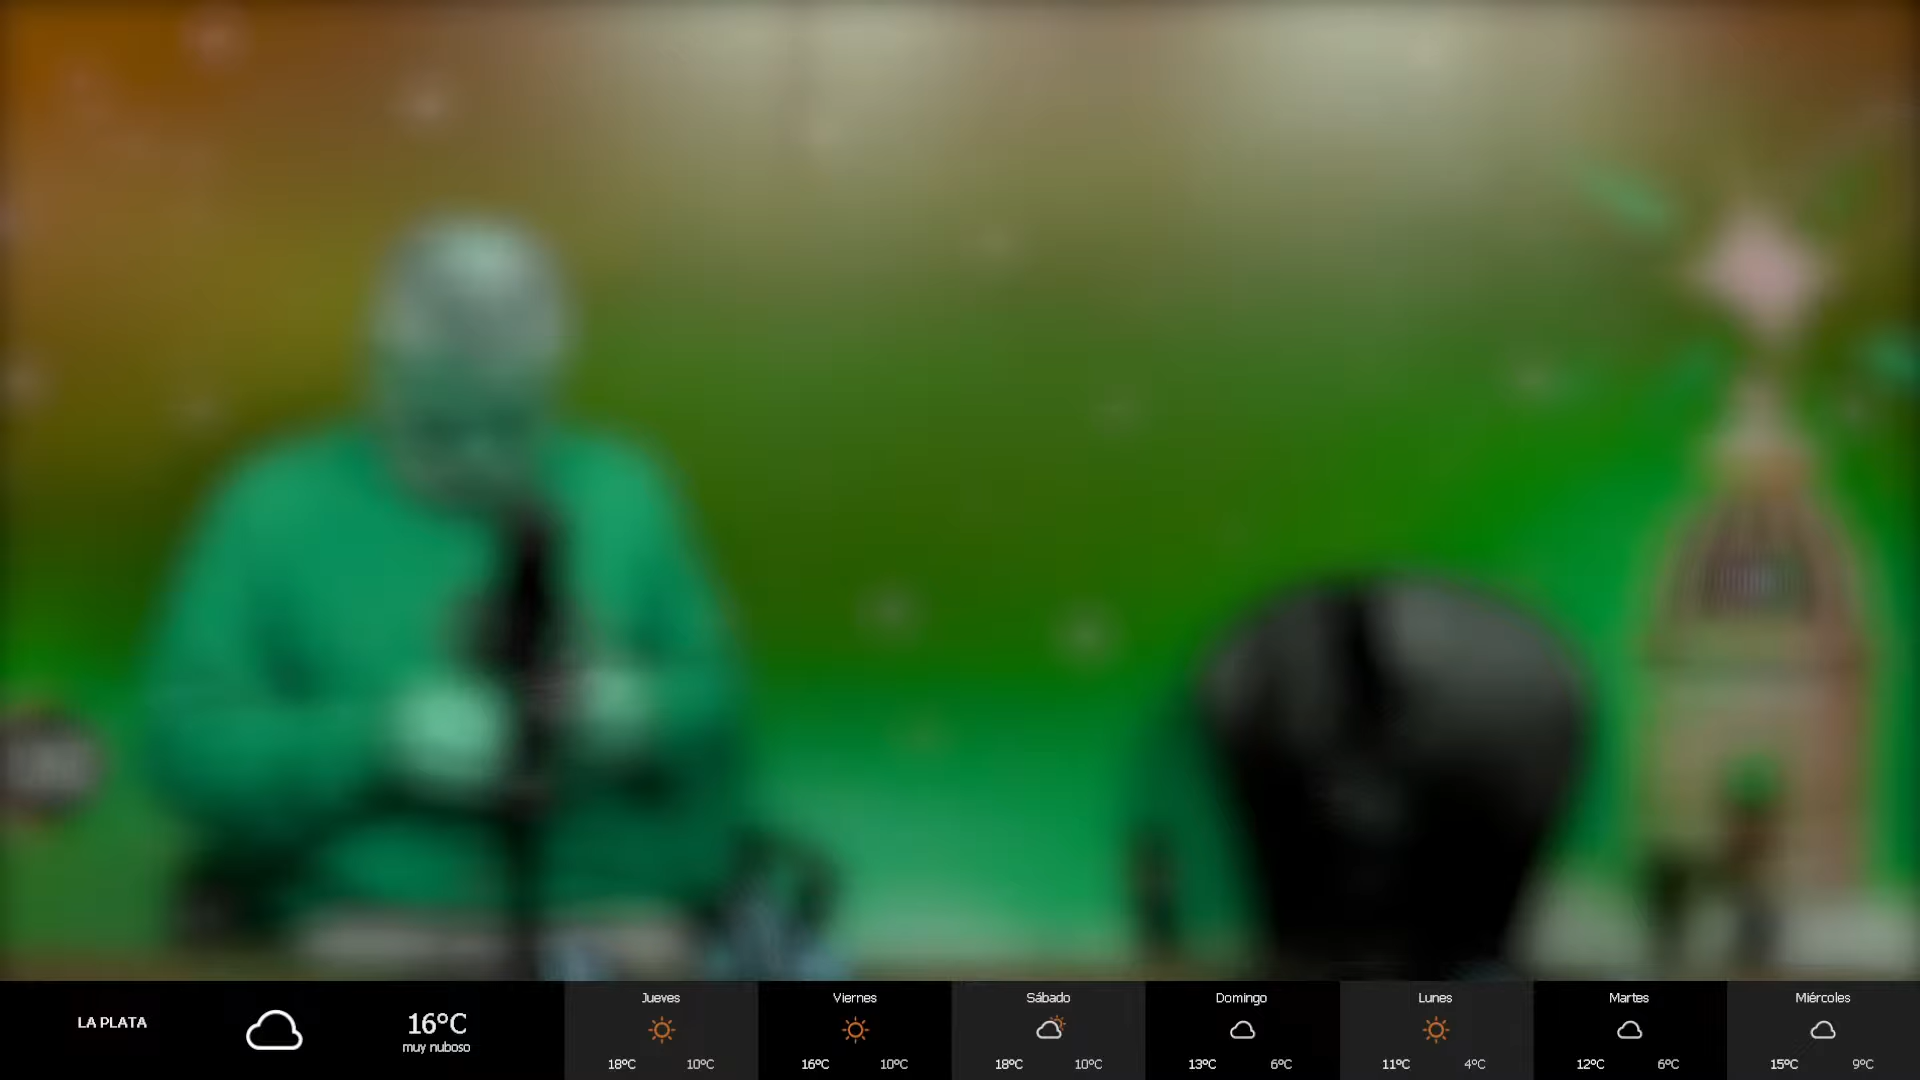 LA PLATA
16°C
muy nuboso
Jueves
18°C 10°C
Viernes
16°C 10°C
Sábado
18°C 10°C
Domingo
13°C 6°C
Lunes
11°C 4°C
Martes
12°C 6°C
Miércoles
15°C 9°C